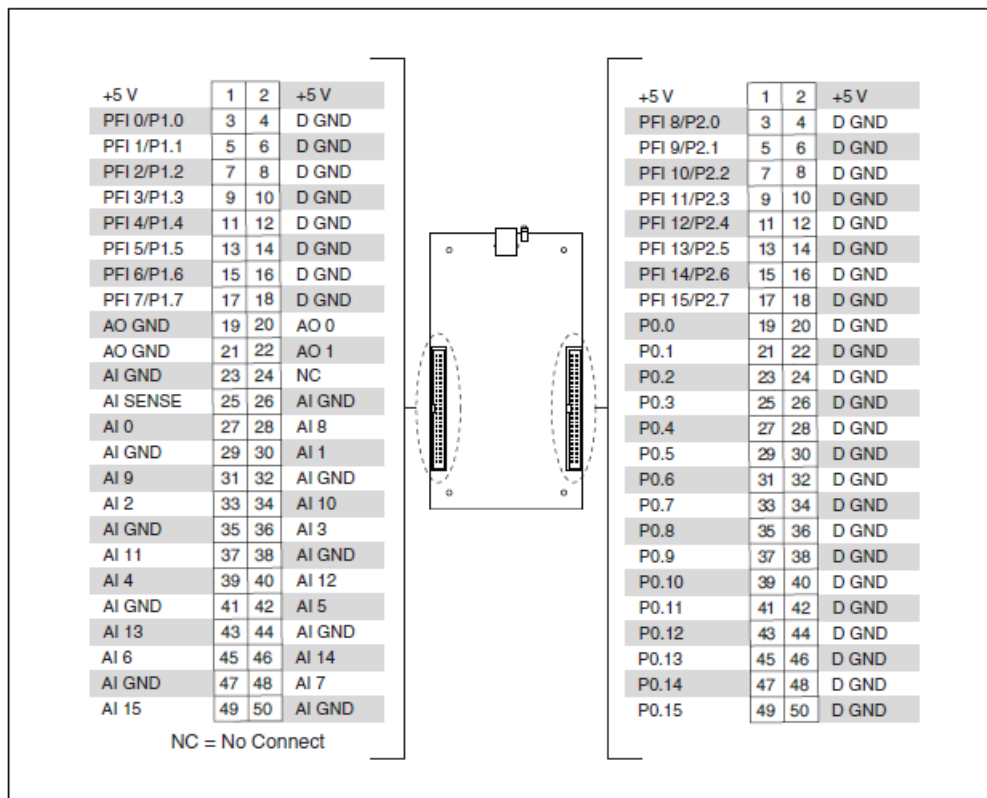 +5 V 1 2 +5 V
PFI 0/P1.0 3 4 D GND
PFI 1/P1.1 5 6 D GND
PFI 2/P1.2 7 8 D GND
PFI 3/P1.3 9 10 D GND
PFI 4/P1.4 11 12 D GND
PFI 5/P1.5 13 14 D GND
PFI 6/P1.6 15 16 D GND
PFI 7/P1.7 17 18 D GND
AO GND 19 20 AO 0
AO GND 21 22 AO 1
AI GND 23 24 NC
AI SENSE 25 26 AI GND
AI 0 27 28 AI 8
AI GND 29 30 AI 1
AI 9 31 32 AI GND
AI 2 33 34 AI 10
AI GND 35 36 AI 3
AI 11 37 38 AI GND
AI 4 39 40 AI 12
AI GND 41 42 AI 5
AI 13 43 44 AI GND
AI 6 45 46 AI 14
AI GND 47 48 AI 7
AI 15 49 50 AI GND
NC = No Connect
+5 V 1 2 +5 V
PFI 8/P2.0 3 4 D GND
PFI 9/P2.1 5 6 D GND
PFI 10/P2.2 7 8 D GND
PFI 11/P2.3 9 10 D GND
PFI 12/P2.4 11 12 D GND
PFI 13/P2.5 13 14 D GND
PFI 14/P2.6 15 16 D GND
PFI 15/P2.7 17 18 D GND
P0.0 19 20 D GND
P0.1 21 22 D GND
P0.2 23 24 D GND
P0.3 25 26 D GND
P0.4 27 28 D GND
P0.5 29 30 D GND
P0.6 31 32 D GND
P0.7 33 34 D GND
P0.8 35 36 D GND
P0.9 37 38 D GND
P0.10 39 40 D GND
P0.11 41 42 D GND
P0.12 43 44 D GND
P0.13 45 46 D GND
P0.14 47 48 D GND
P0.15 49 50 D GND